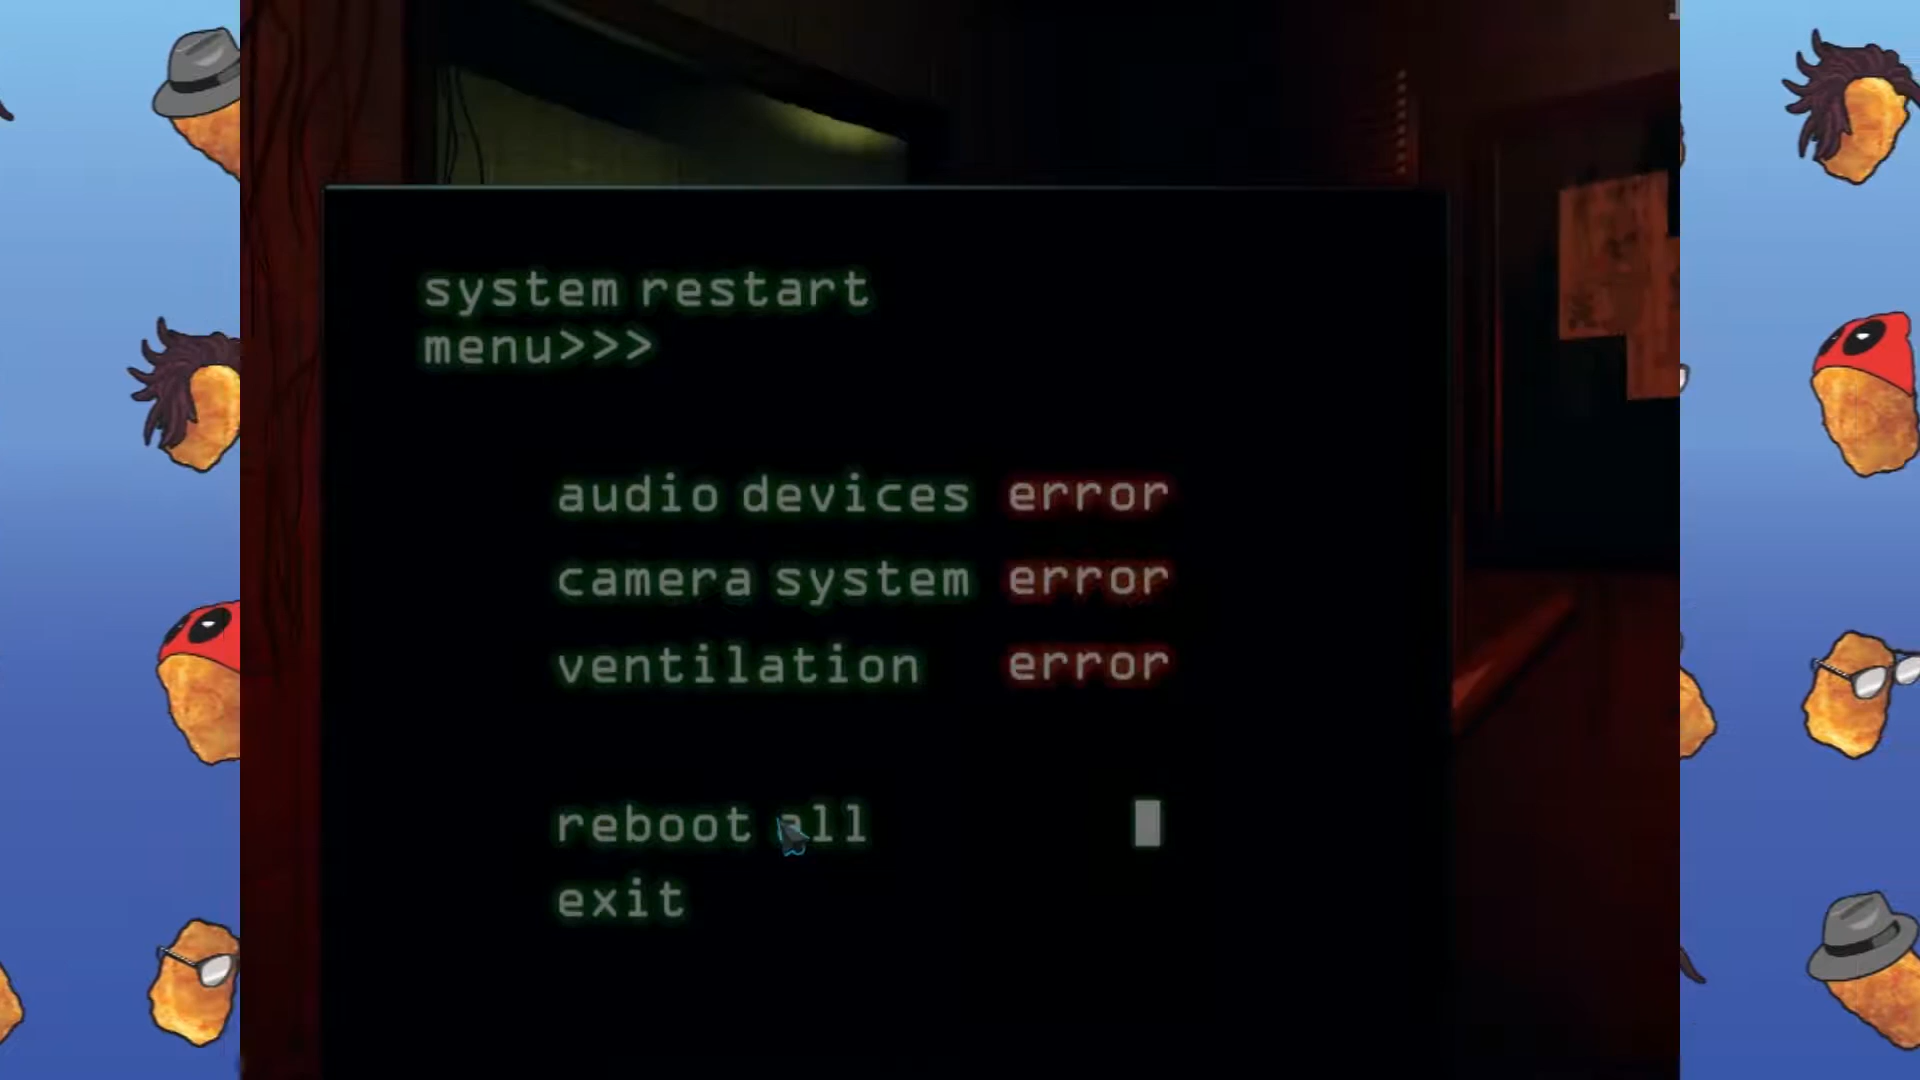 system restart
menu>>>
audio devices error
camera system error
ventilation error
reboot all
exit